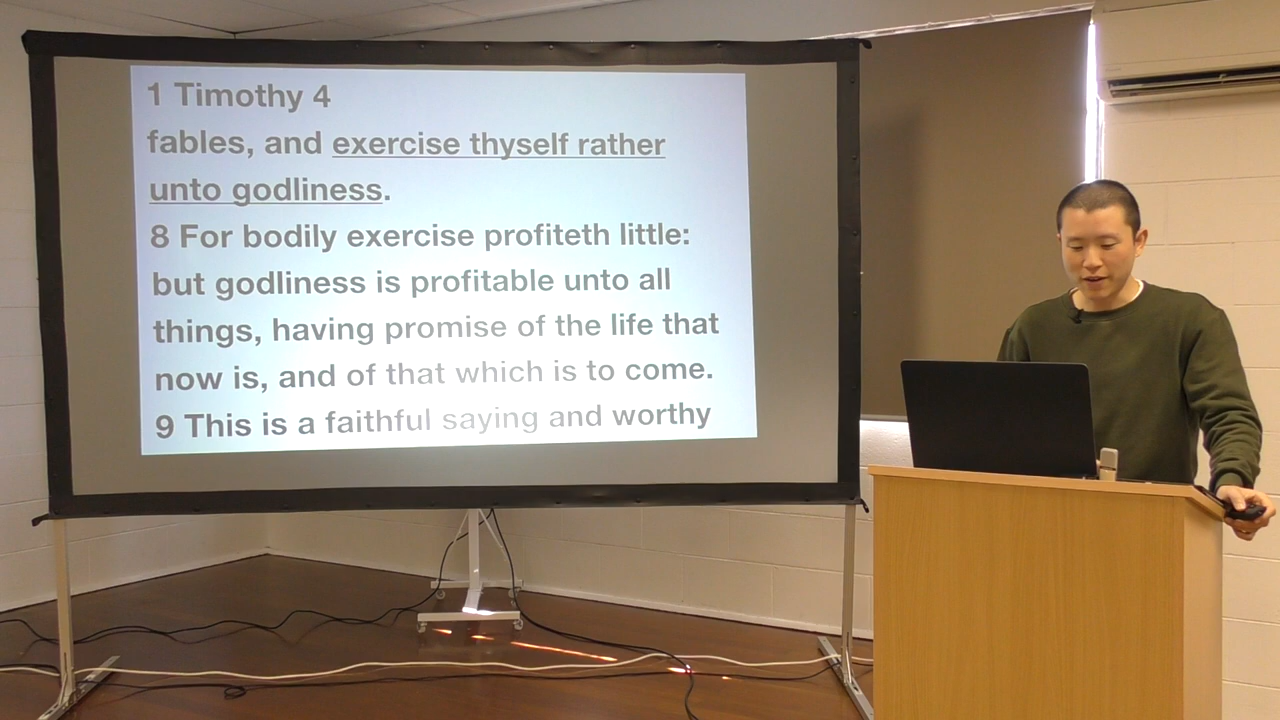 1 Timothy 4
fables, and exercise thyself rather
unto godliness.
8 For bodily exercise profiteth little:
but godliness is profitable unto all
things, having promise of the life that
now is, and of that which is to come.
9 This is a faithful saying and worthy